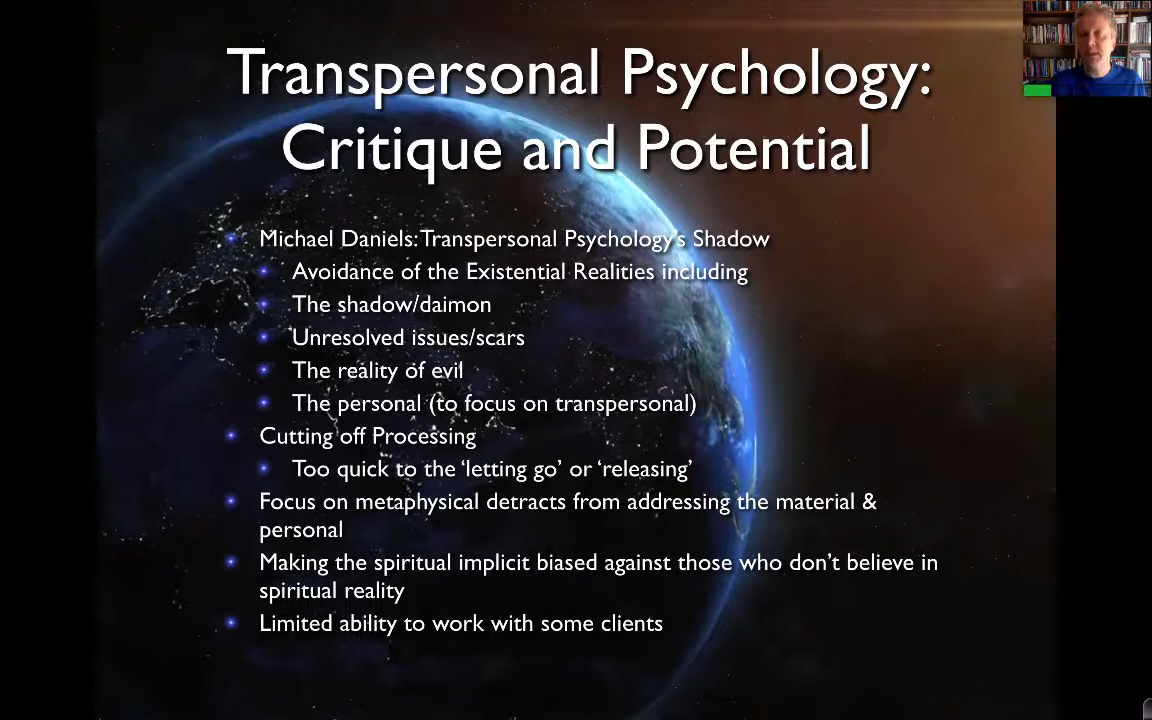 Transpersonal Psychology:
Critique and Potential
Michael Daniels: Transpersonal Psychology's Shadow
Avoidance of the Existential Realities including
The shadow/daimon
Unresolved issues/scars
The reality of evil
The personal (to focus on transpersonal)
Cutting off Processing
Too quick to the ‘letting go’ or ‘releasing’
Focus on metaphysical detracts from addressing the material &
personal
Making the spiritual implicit biased against those who don’t believe in
spiritual reality
Limited ability to work with some clients